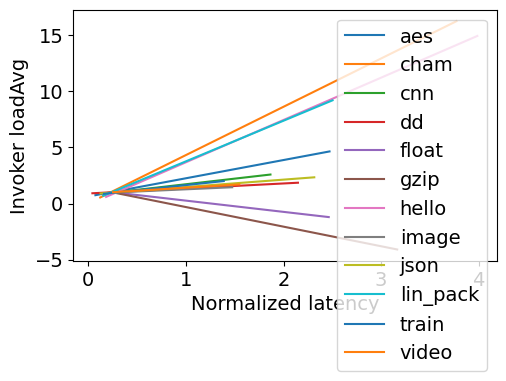 15
10
5
0
−5
Invoker loadAvg
0
1
2
3
4
Normalized latency
aes
cham
cnn
dd
float
gzip
hello
image
json
lin_pack
train
video